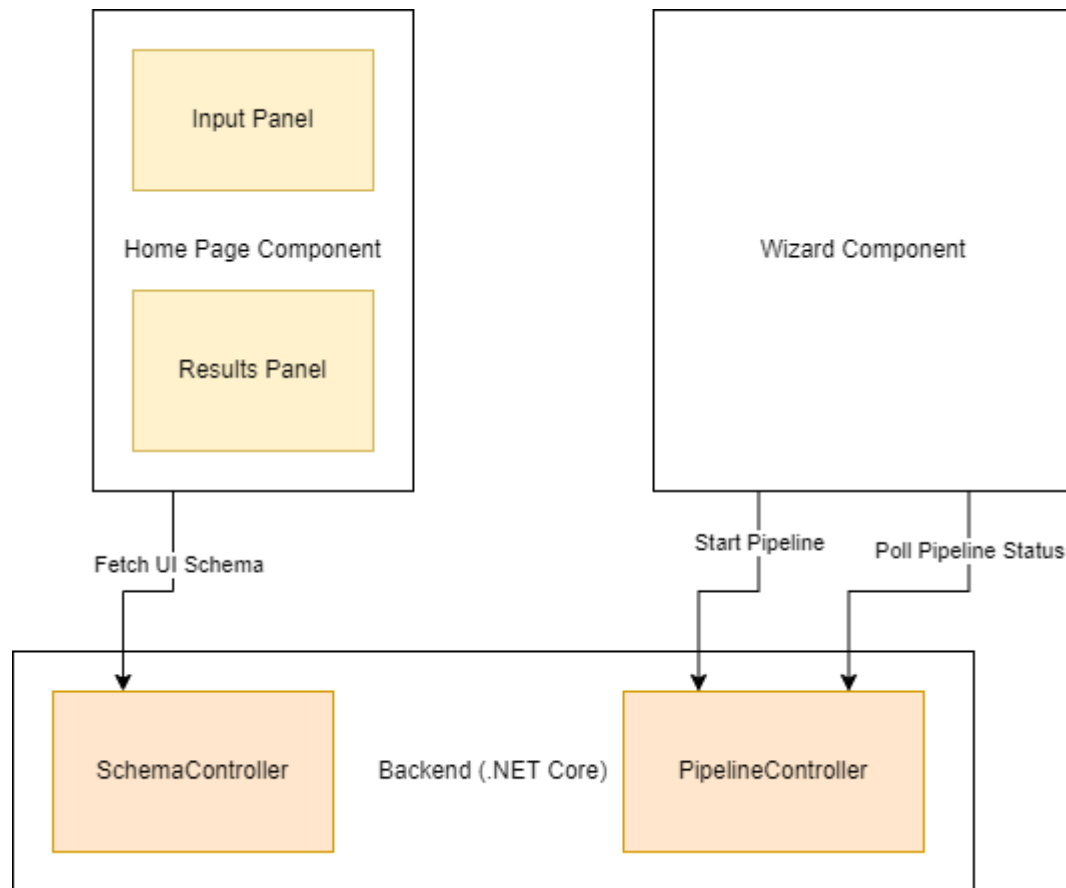 Input Panel
Home Page Component
Results Panel
Wizard Component
Fetch UI Schema
Start Pipeline
Poll Pipeline Status
SchemaController
Backend (.NET Core)
PipelineController